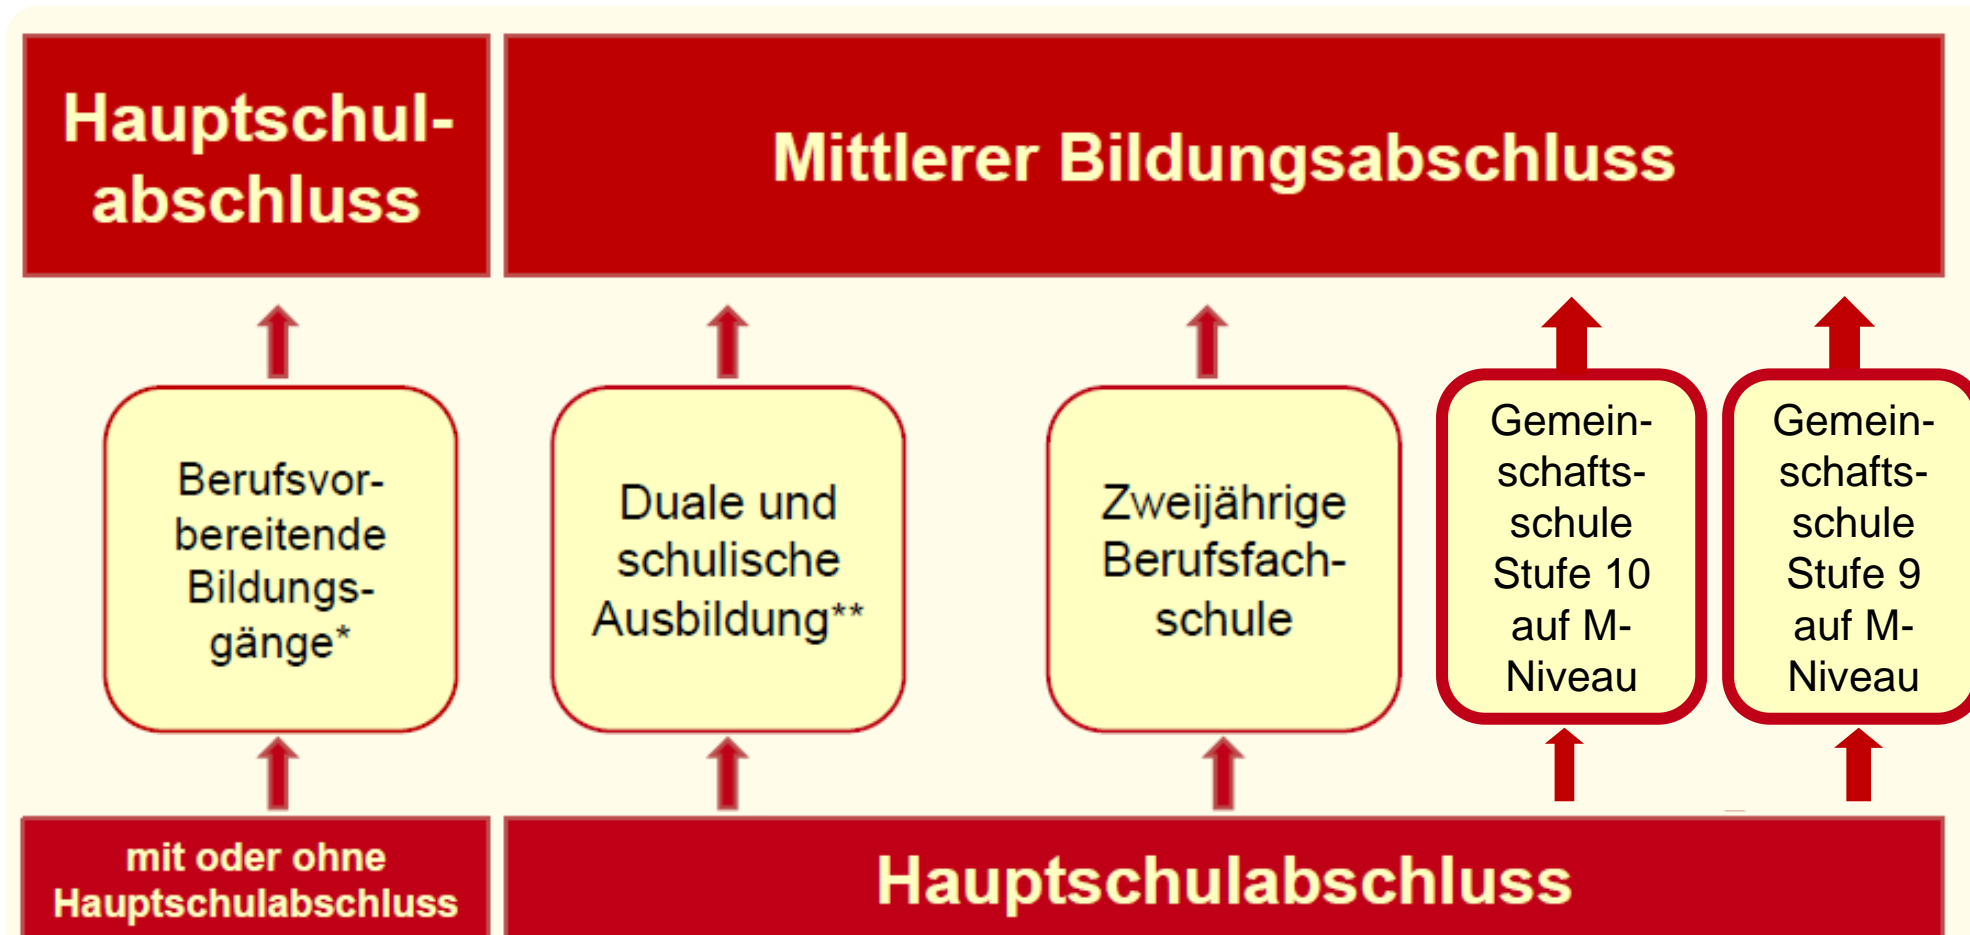 Hauptschul-
abschluss
Mittlerer Bildungsabschluss
Berufsvor-
bereitende
Bildungs-
gänge*
Duale und
schulische
Ausbildung**
Zweijährige
Berufsfach-
schule
Gemein-
schafts-
schule
Stufe 10
auf M-
Niveau
Gemein-
schafts-
schule
Stufe 9
auf M-
Niveau
mit oder ohne
Hauptschulabschluss
Hauptschulabschluss